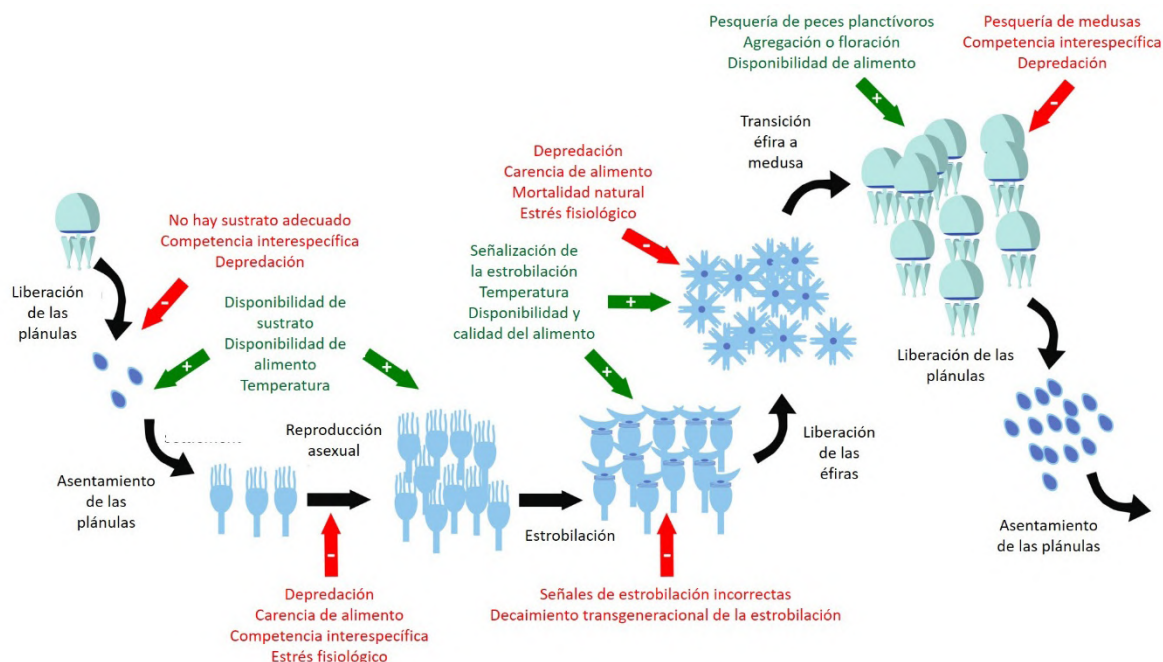 Pesquería de peces planctívoros
Agregación o floración
Disponibilidad de alimento
Pesquería de medusas
Competencia interespecífica
Depredación
+
-
Transición
éfira a
medusa
Depredación
Carencia de alimento
Mortalidad natural
Estrés fisiológico
-
No hay sustrato adecuado
Competencia interespecífica
Depredación
-
Señalización de
la estrobilación
Temperatura
Disponibilidad y
calidad del alimento
+
+
Liberación
de las
plánulas
Disponibilidad de
sustrato
Disponibilidad de
alimento
Temperatura
+
+
Liberación de las
plánulas
Reproducción
asexual
Liberación
de las
éfiras
Asentamiento
de las
plánulas
Estrobilación
Asentamiento
de las plánulas
-
Depredación
Carencia de alimento
Competencia interespecífica
Estrés fisiológico
-
Señales de estrobilación incorrectas
Decaimiento transgeneracional de la estrobilación